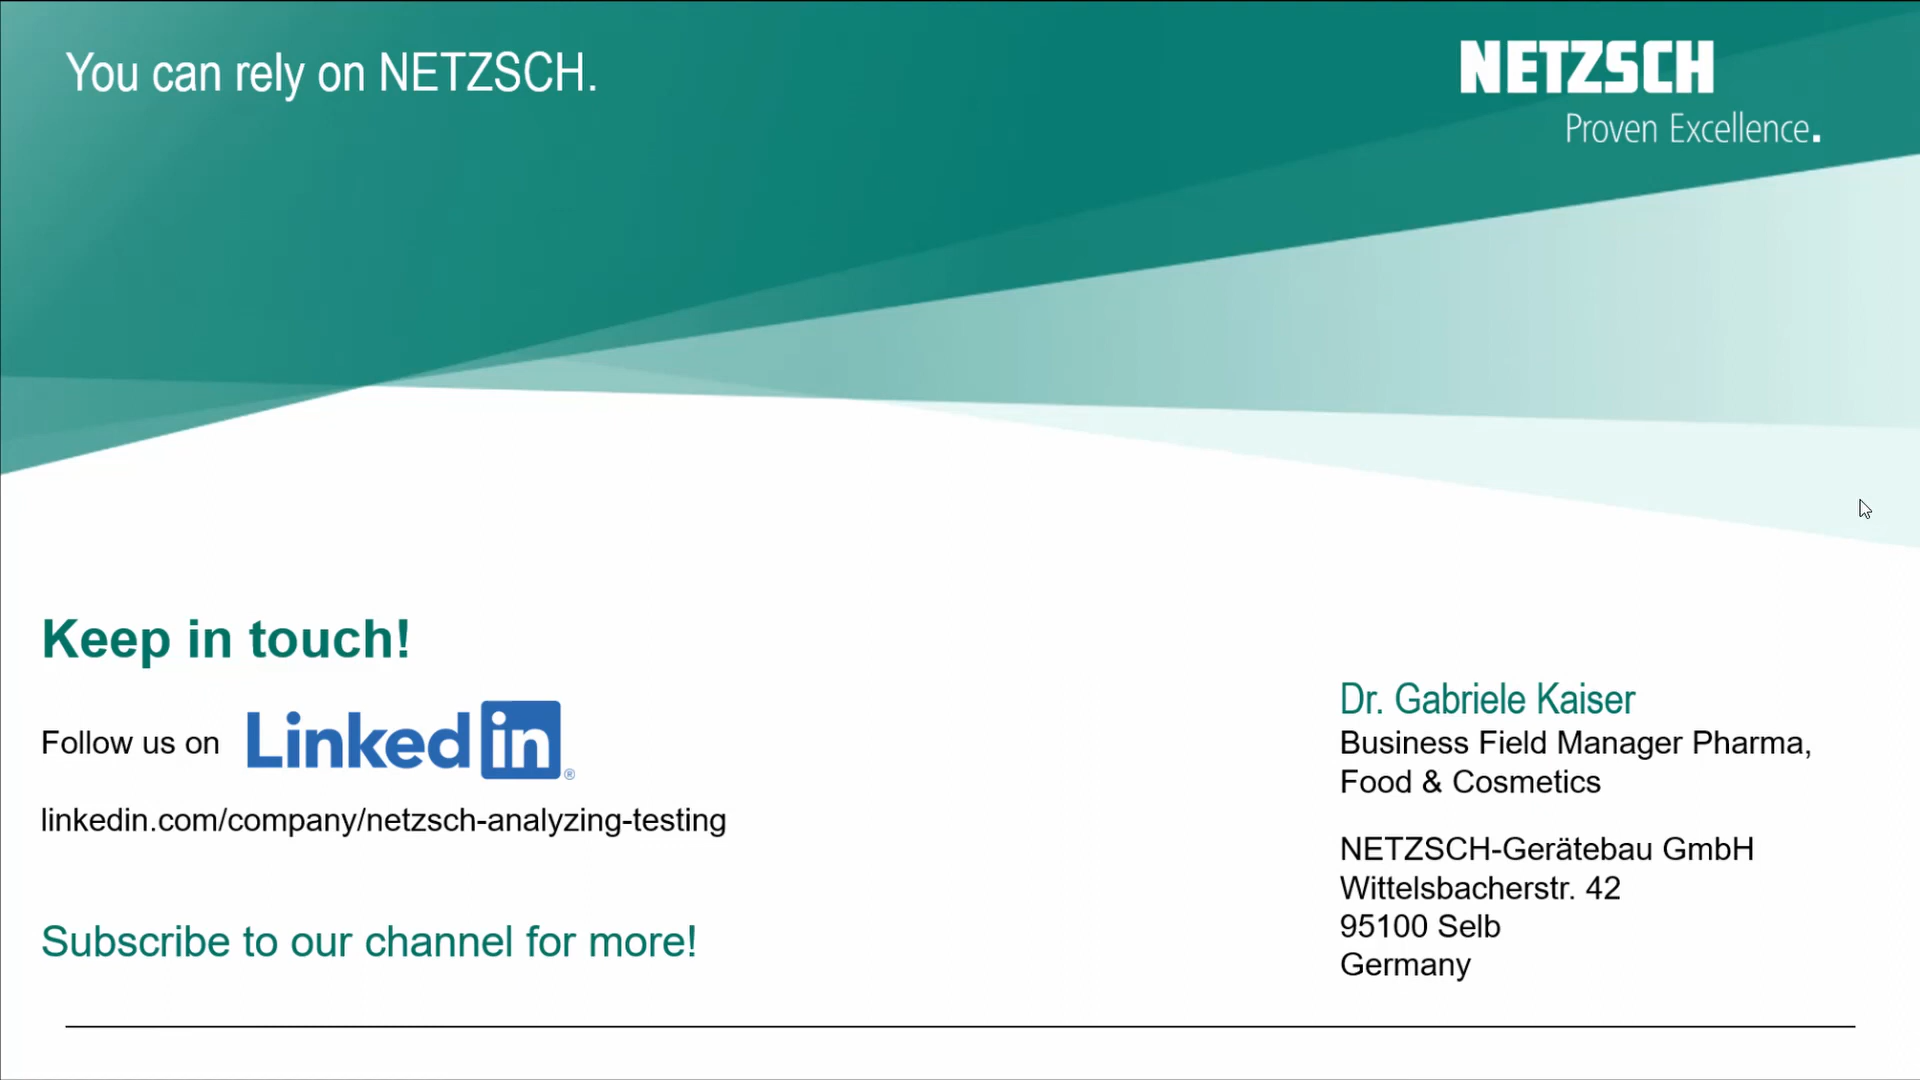 You can rely on NETZSCH.
NETZSCH
Proven Excellence.
Keep in touch!
Follow us on LinkedIn®
linkedin.com/company/netzsch-analyzing-testing
Subscribe to our channel for more!
Dr. Gabriele Kaiser
Business Field Manager Pharma,
Food & Cosmetics
NETZSCH-Gerätebau GmbH
Wittelsbacherstr. 42
95100 Selb
Germany